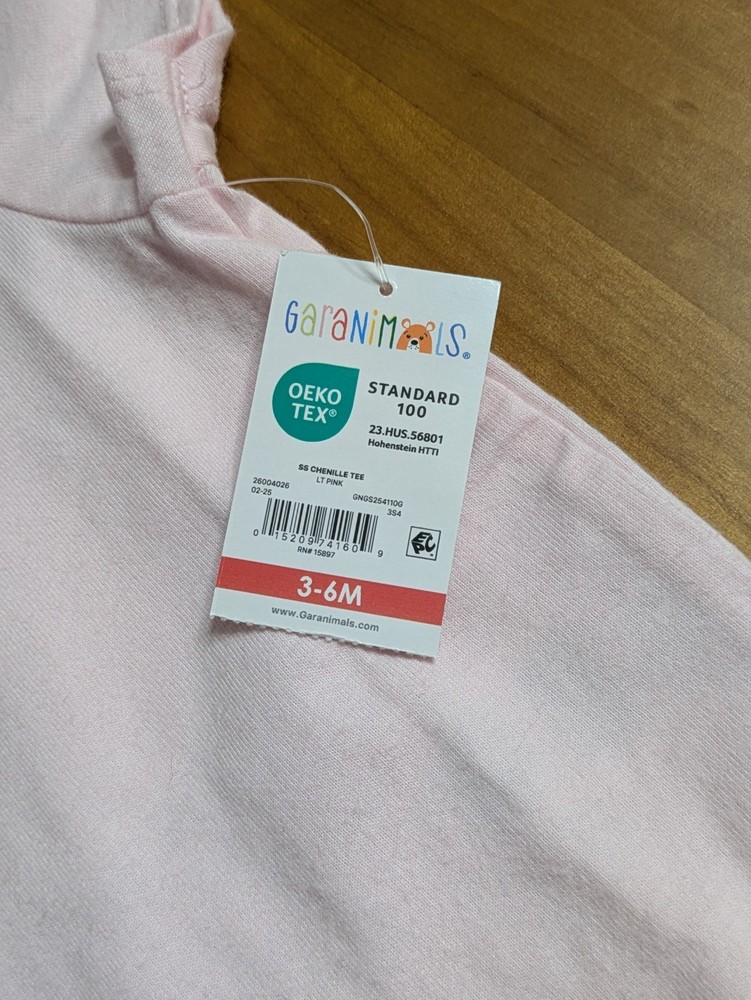 GARANIMALS®
OEKO
TEX®
STANDARD
100
23.HUS.56801
Hohenstein HTTI
SS CHENILLE TEE
LT PINK
26004026
02-25
GNGS254110G
3S4
0 15209 74160 9
RN# 15897
EPC
3-6M
www.Garanimals.com